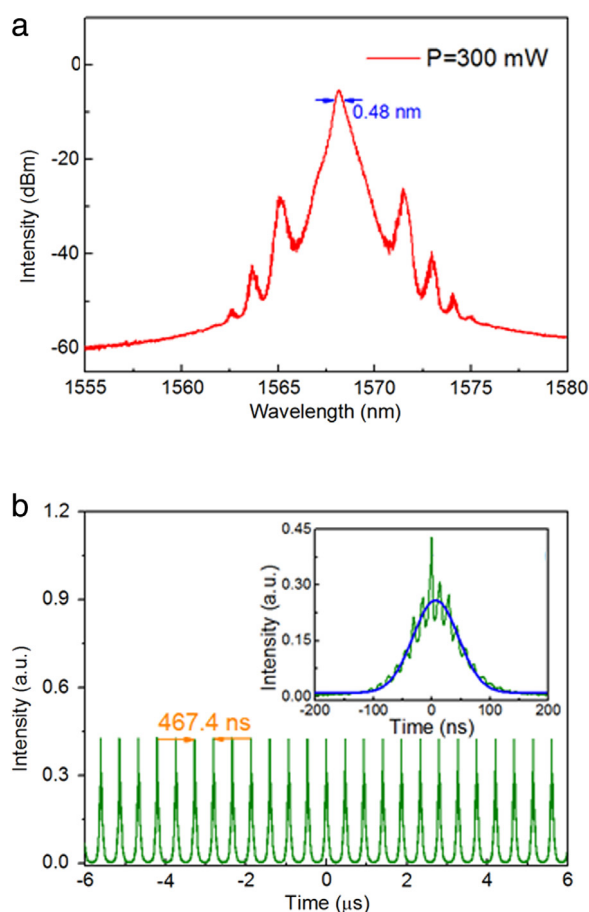 a
P=300 mW
0.48 nm
Intensity (dBm)
0
-20
-40
-60
1555 1560 1565 1570 1575 1580
Wavelength (nm)
b
Intensity (a.u.)
1.2
0.9
0.6
0.3
0.0
467.4 ns
Intensity (a.u.)
0.45
0.30
0.15
0.00
-200 -100 0 100 200
Time (ns)
-6 -4 -2 0 2 4 6
Time (μs)